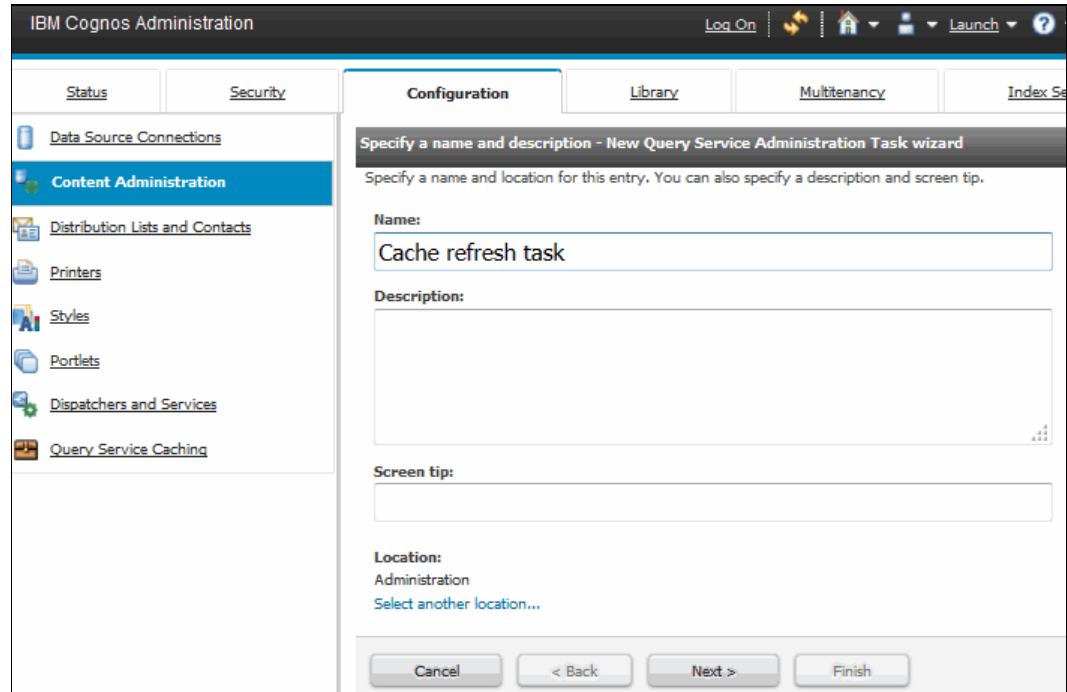 IBM Cognos Administration
Log On
Launch
?
Status
Security
Configuration
Library
Multitenancy
Index Se
Data Source Connections
Content Administration
Distribution Lists and Contacts
Printers
Styles
Portlets
Dispatchers and Services
Query Service Caching
Specify a name and description - New Query Service Administration Task wizard
Specify a name and location for this entry. You can also specify a description and screen tip.
Name:
Cache refresh task
Description:
Screen tip:
Location:
Administration
Select another location...
Cancel
< Back
Next >
Finish